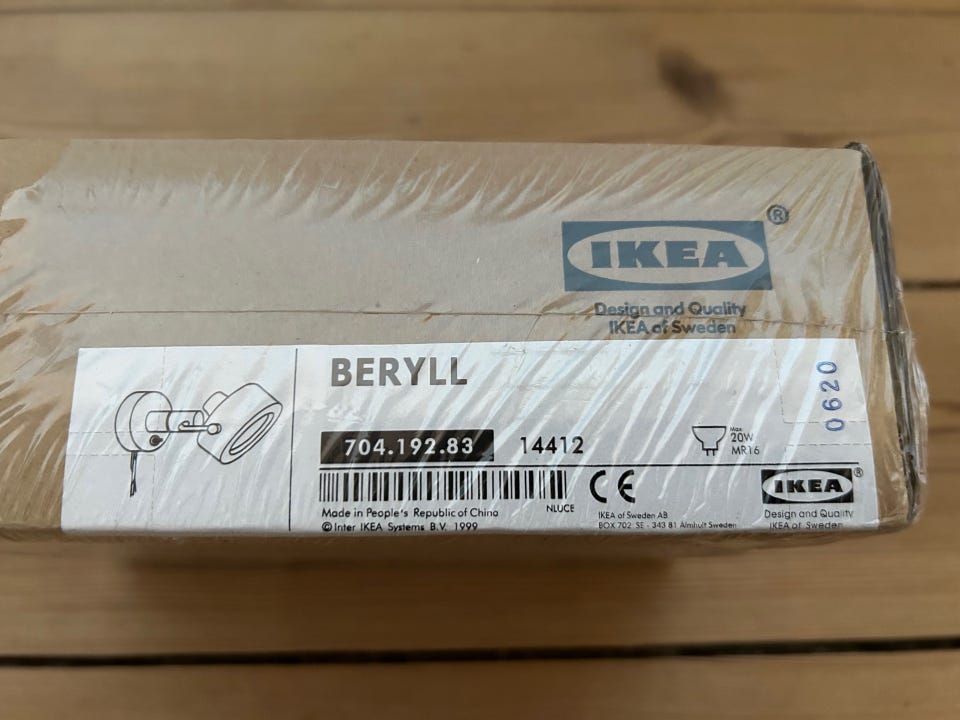 IKEA®
Design and Quality
IKEA of Sweden
BERYLL
0620
704.192.83 14412
Max.
20W
MR16
NLUCE
CE
IKEA®
Made in People's Republic of China
© Inter IKEA Systems B.V. 1999
IKEA of Sweden AB
BOX 702 SE - 343 81 Älmhult Sweden
Design and Quality
IKEA of Sweden